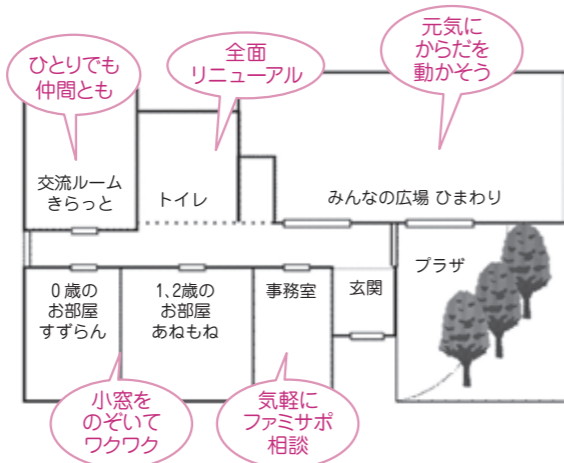 ひとりでも
仲間とも
全面
リニューアル
元気に
からだを
動かそう
交流ルーム
きらっと
トイレ
みんなの広場 ひまわり
0歳の
お部屋
すずらん
1、2歳の
お部屋
あねもね
事務室
玄関
プラザ
小窓を
のぞいて
ワクワク
気軽に
ファミサポ
相談